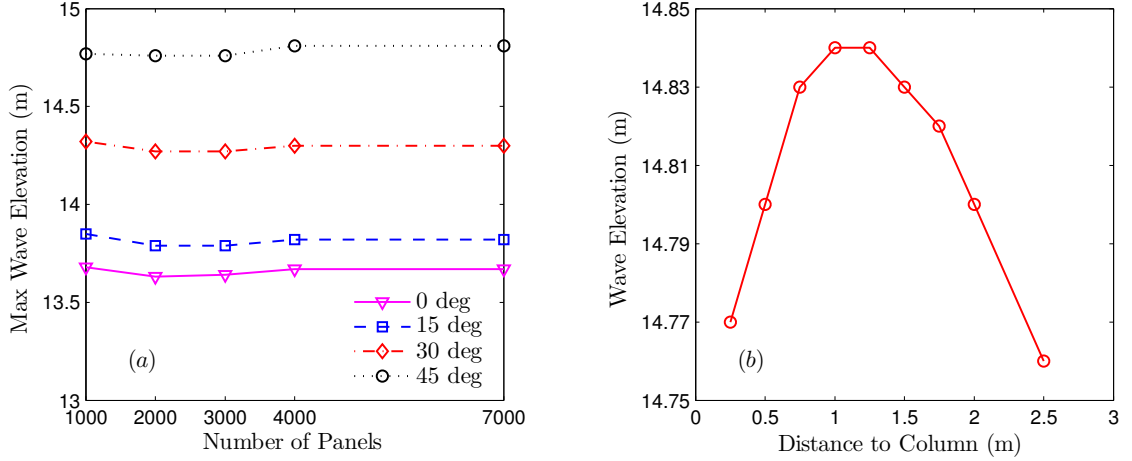 15
14.5
14
13.5
13
Max Wave Elevation (m)
1000
2000
3000
4000
7000
Number of Panels
(a)
0 deg
15 deg
30 deg
45 deg
14.85
14.83
14.81
14.79
14.77
14.75
Wave Elevation (m)
0
0.5
1
1.5
2
2.5
3
Distance to Column (m)
(b)